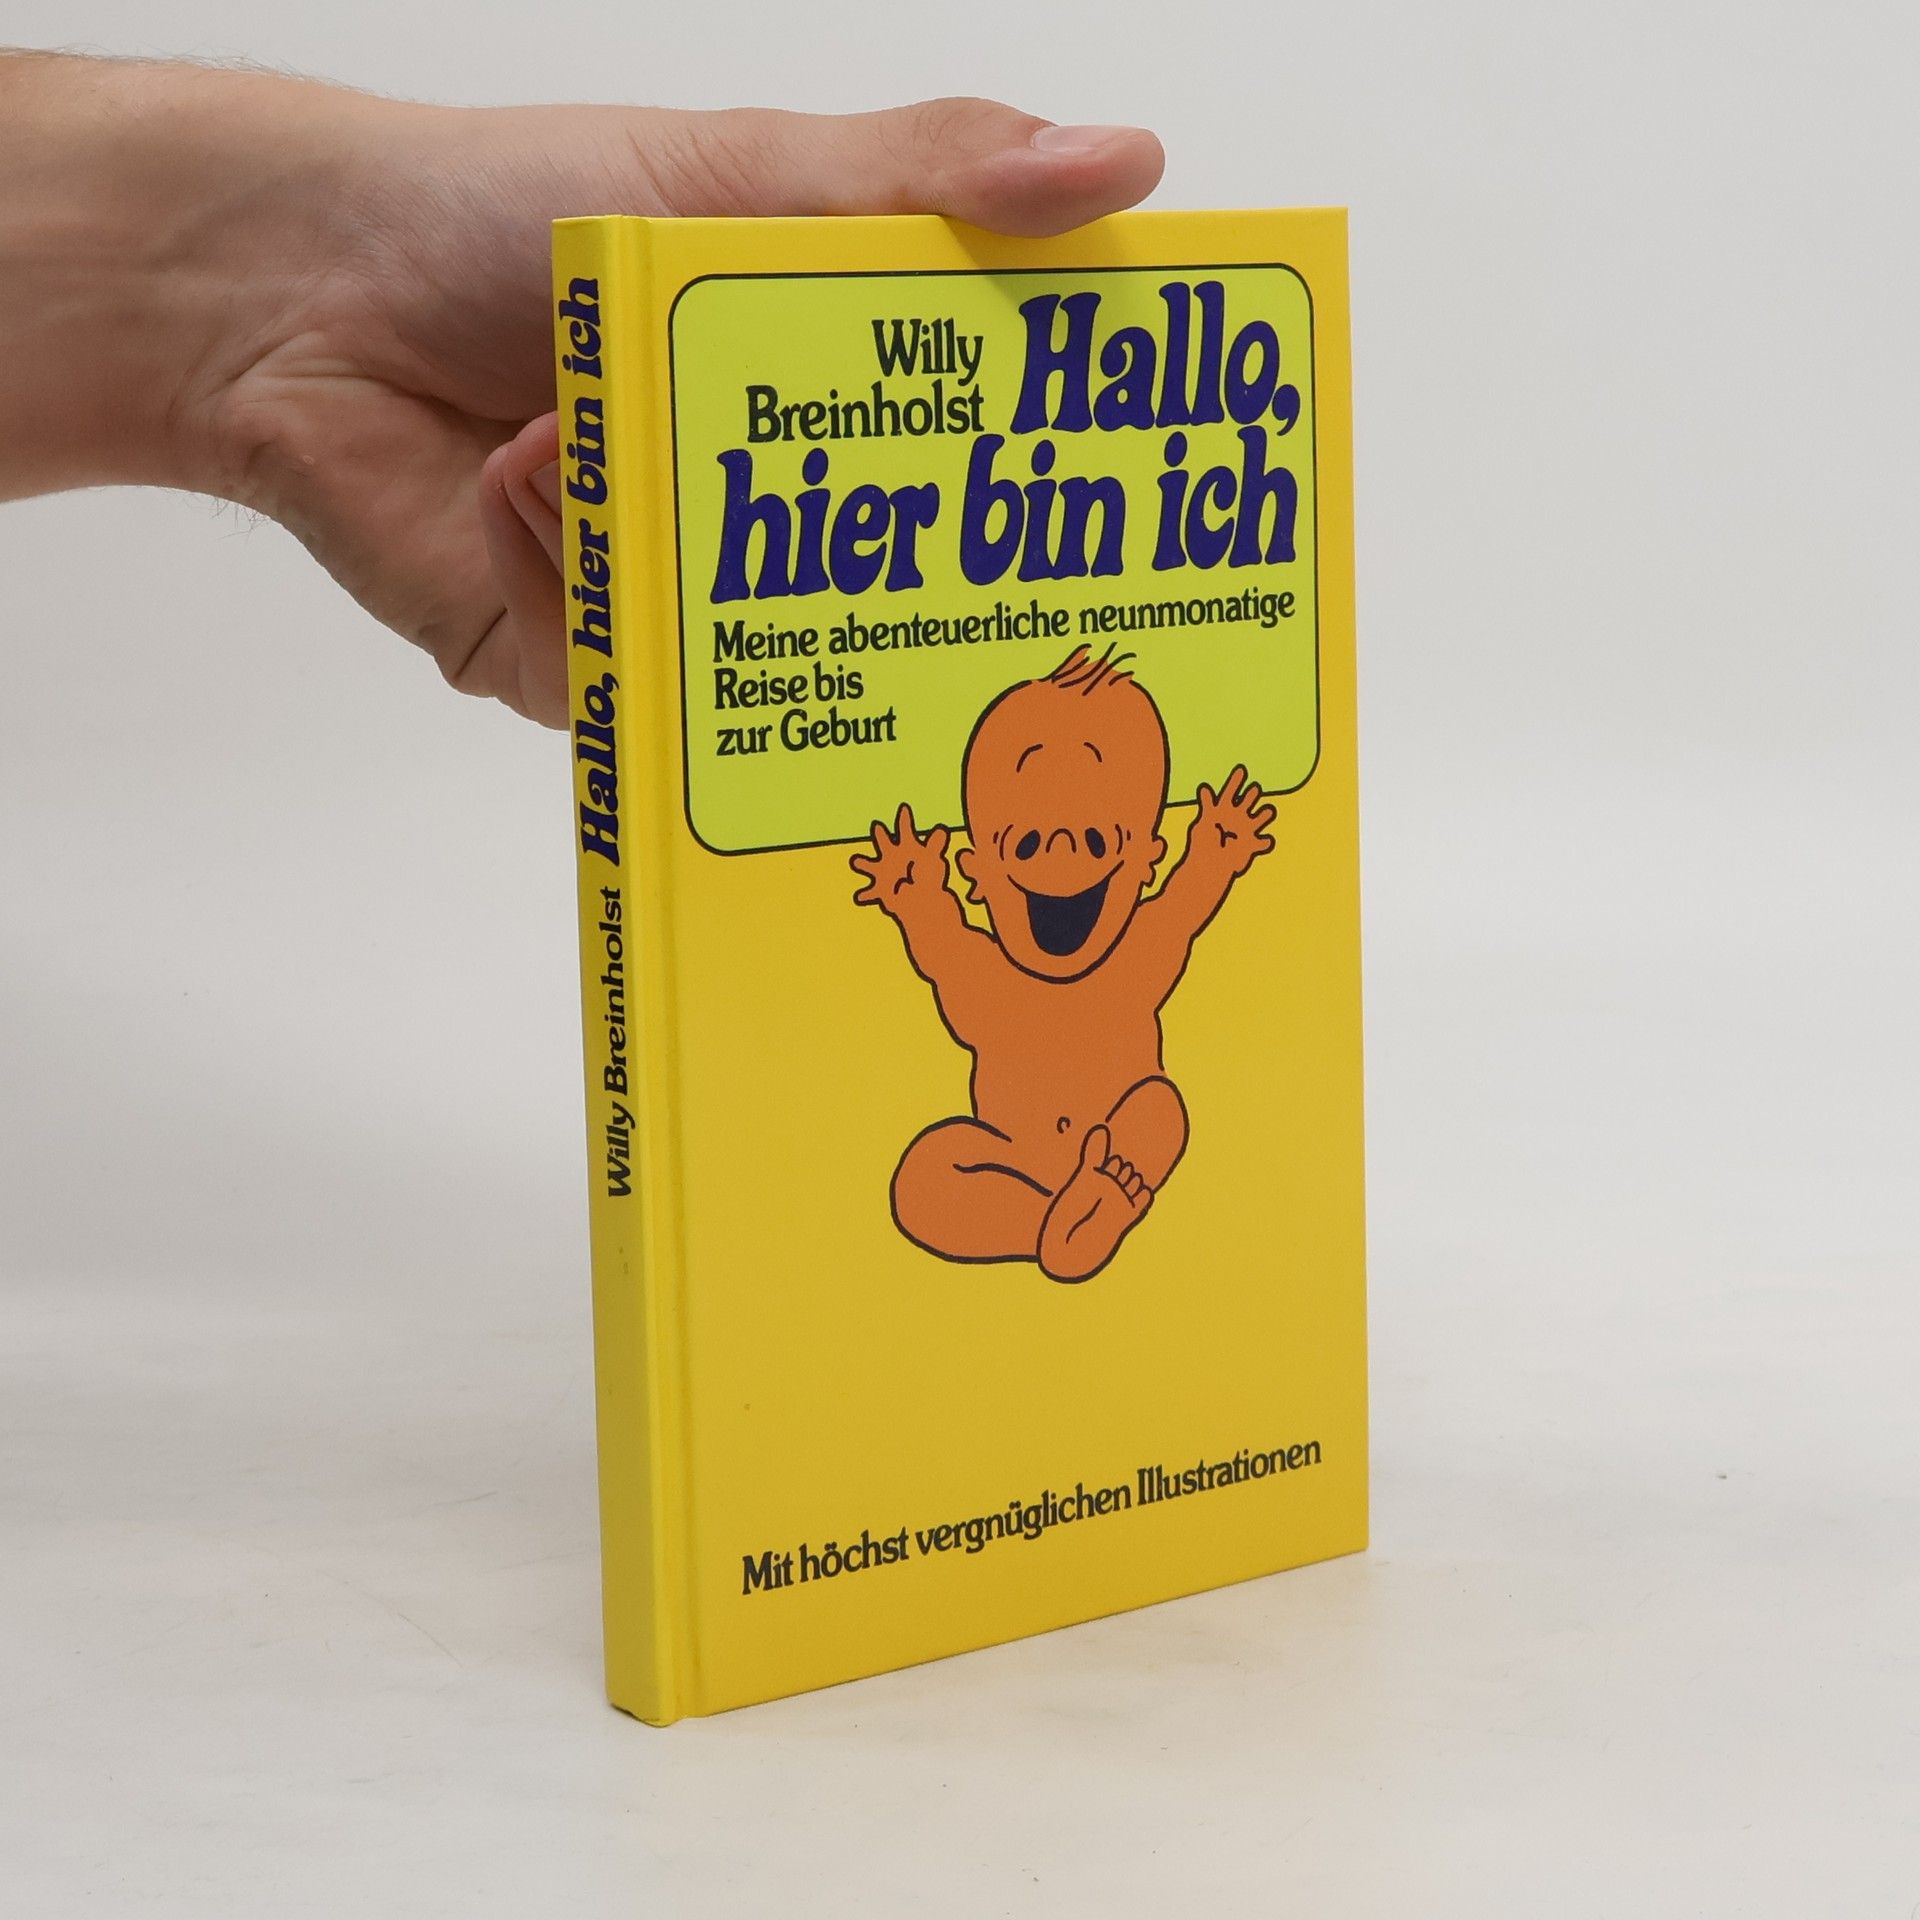 Willy
Breinholst
Hallo,
hier bin ich
Meine abenteuerliche neunmonatige
Reise bis
zur Geburt
Mit höchst vergnüglichen Illustrationen
Willy Breinholst Hallo, hier bin ich